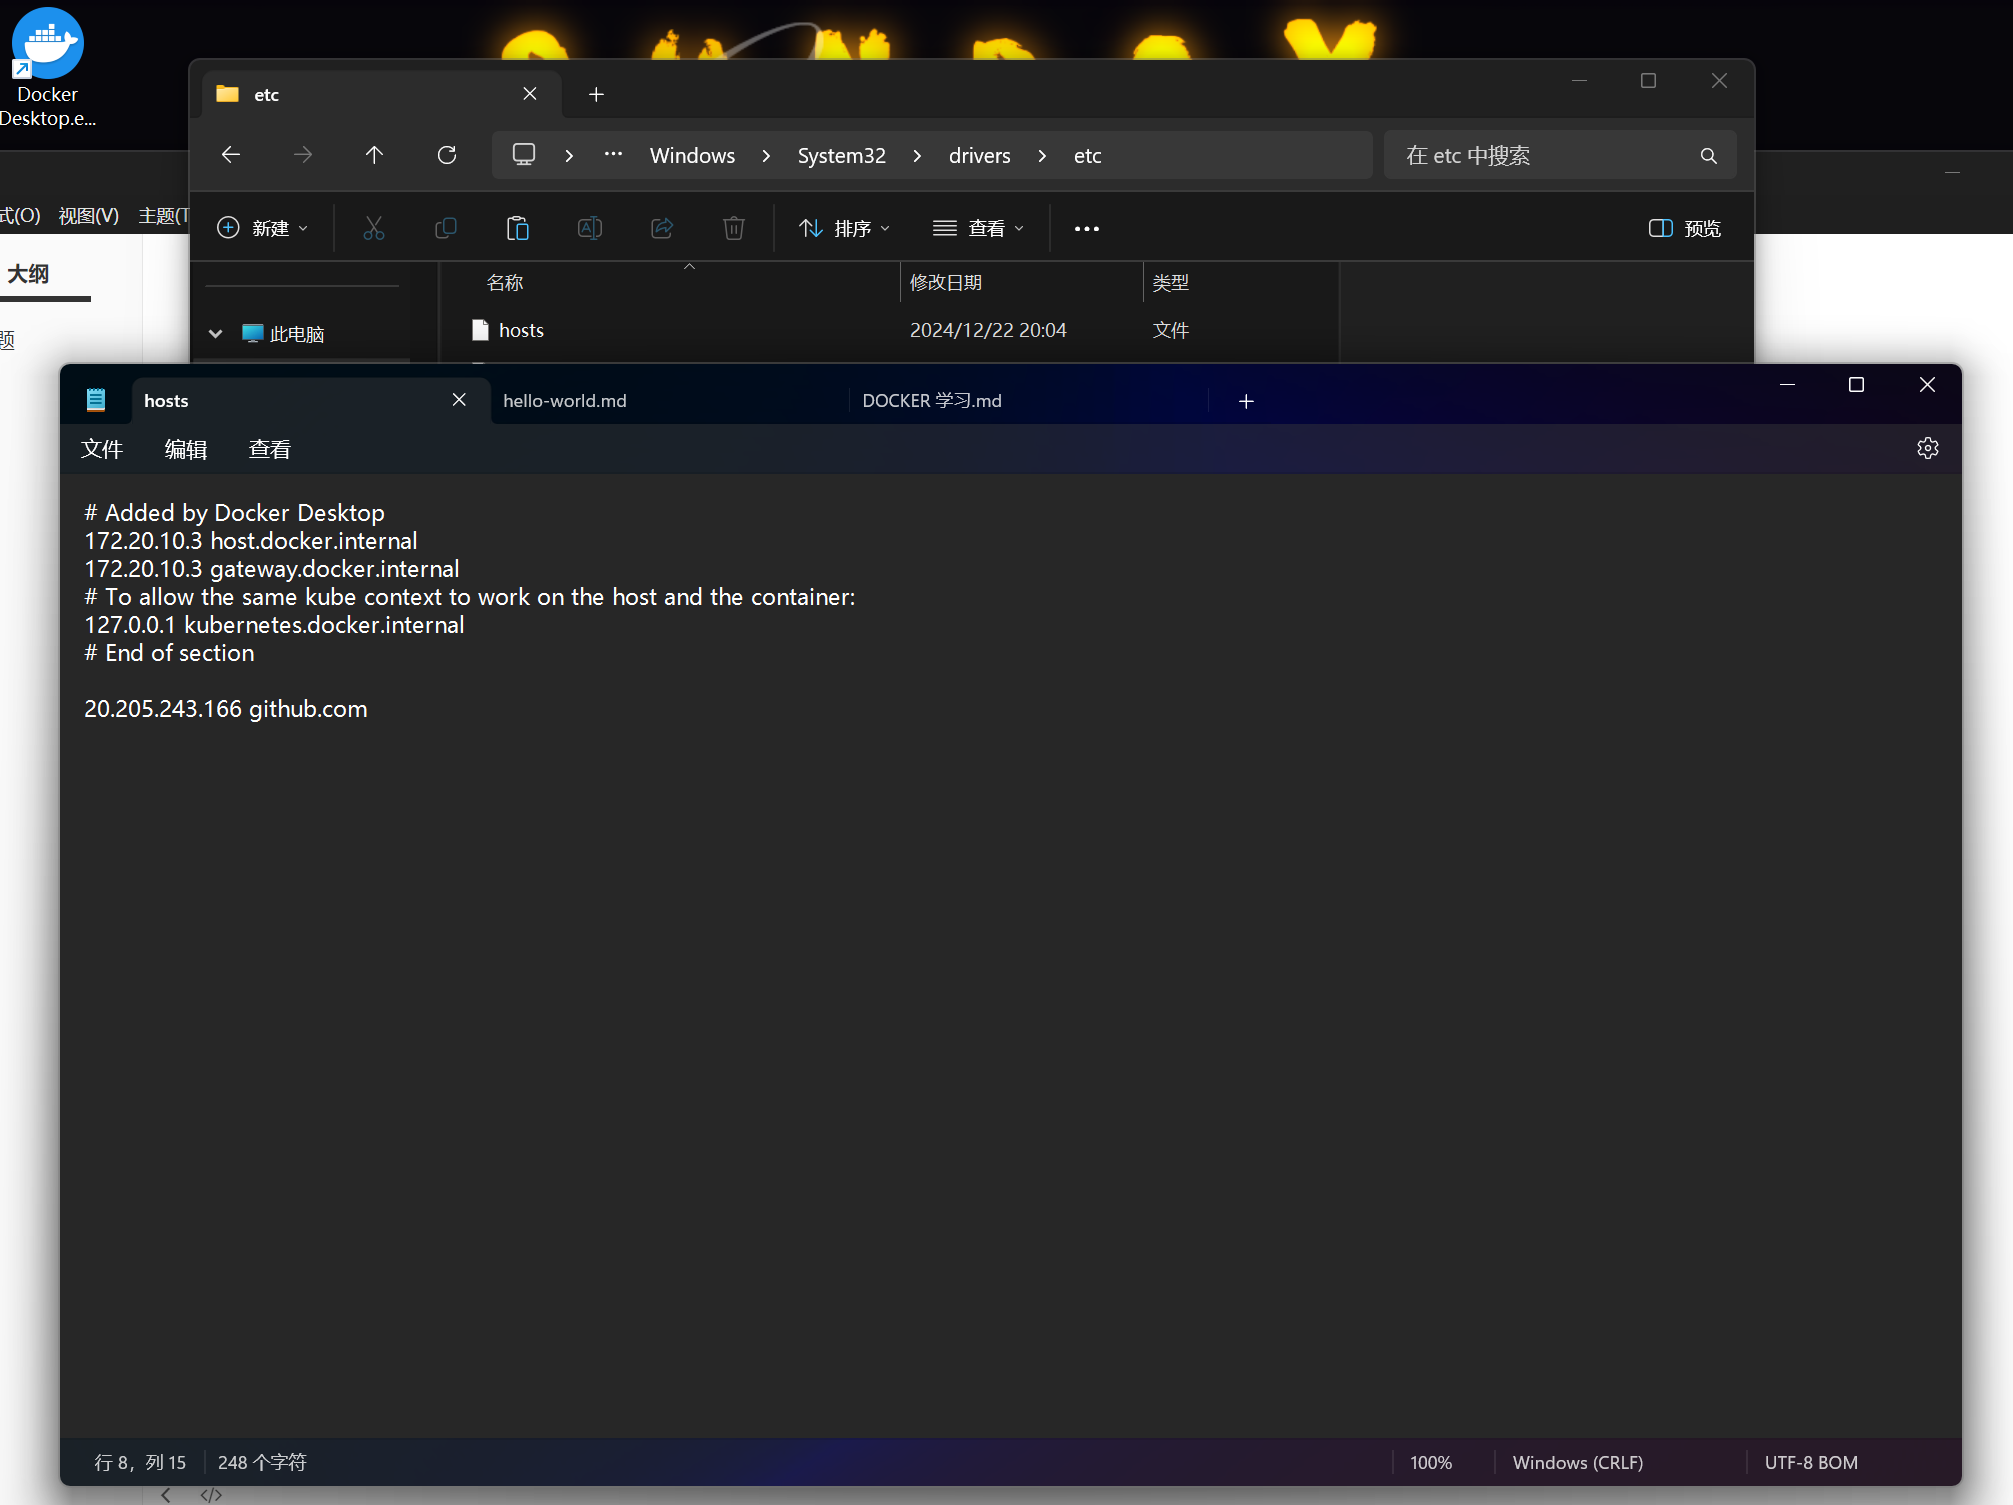 Docker
Desktop.e...
etc
Windows
System32
drivers
etc
在 etc 中搜索
式(O)
视图(V)
主题(T
新建
排序
查看
预览
大纲
题
名称
修改日期
类型
此电脑
hosts
2024/12/22 20:04
文件
hosts
hello-world.md
DOCKER 学习.md
文件
编辑
查看
# Added by Docker Desktop
172.20.10.3 host.docker.internal
172.20.10.3 gateway.docker.internal
# To allow the same kube context to work on the host and the container:
127.0.0.1 kubernetes.docker.internal
# End of section
20.205.243.166 github.com
行 8，列 15
248 个字符
100%
Windows (CRLF)
UTF-8 BOM